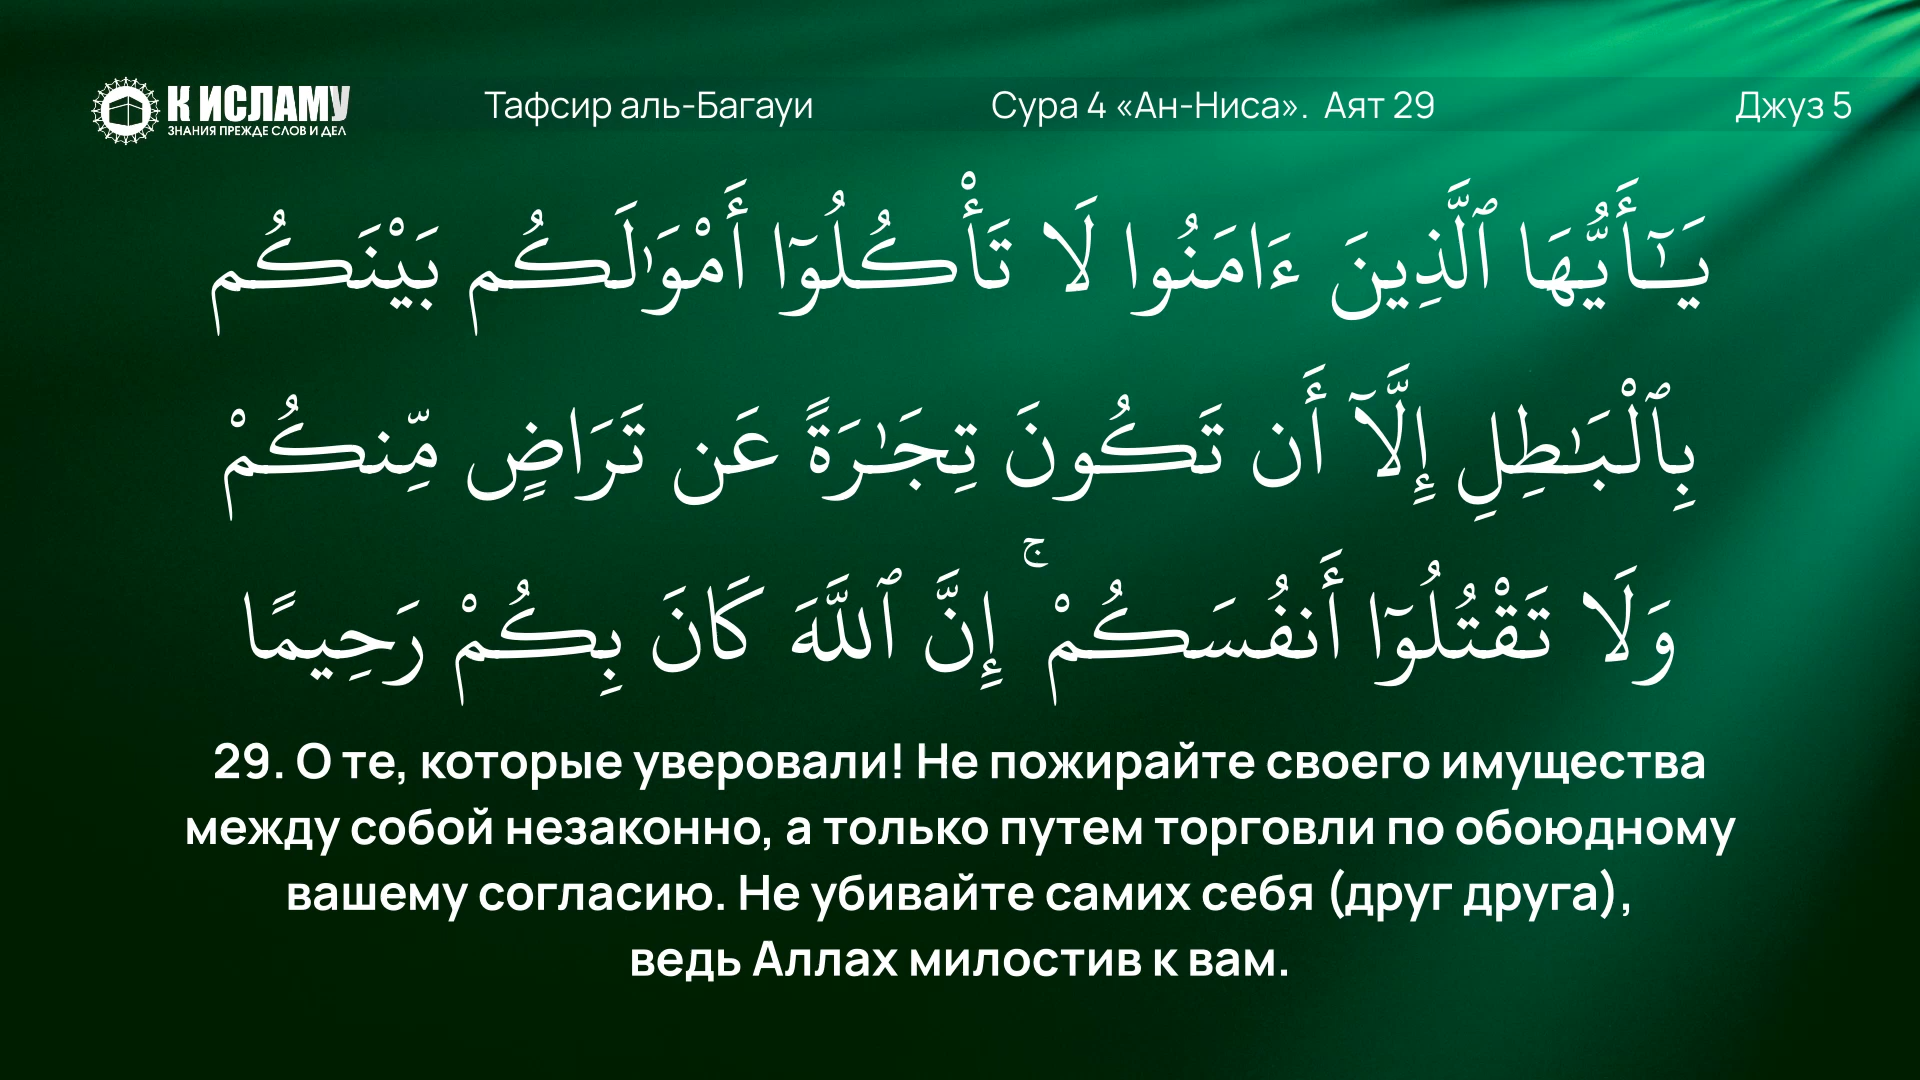 К ИСЛАМУ
ЗНАНИЯ ПРЕЖДЕ СЛОВ И ДЕЛ
Тафсир аль-Багауи
Сура 4 «Ан-Ниса». Аят 29
Джуз 5
يَـٰٓأَيُّهَا ٱلَّذِينَ ءَامَنُوا لَا تَأْكُلُوٓا أَمْوَٰلَكُم بَيْنَكُم
بِٱلْبَـٰطِلِ إِلَّآ أَن تَكُونَ تِجَـٰرَةً عَن تَرَاضٍ مِّنكُمْ
وَلَا تَقْتُلُوٓا أَنفُسَكُمْ ۚ إِنَّ ٱللَّهَ كَانَ بِكُمْ رَحِيمًا
29. О те, которые уверовали! Не пожирайте своего имущества
между собой незаконно, а только путем торговли по обоюдному
вашему согласию. Не убивайте самих себя (друг друга),
ведь Аллах милостив к вам.